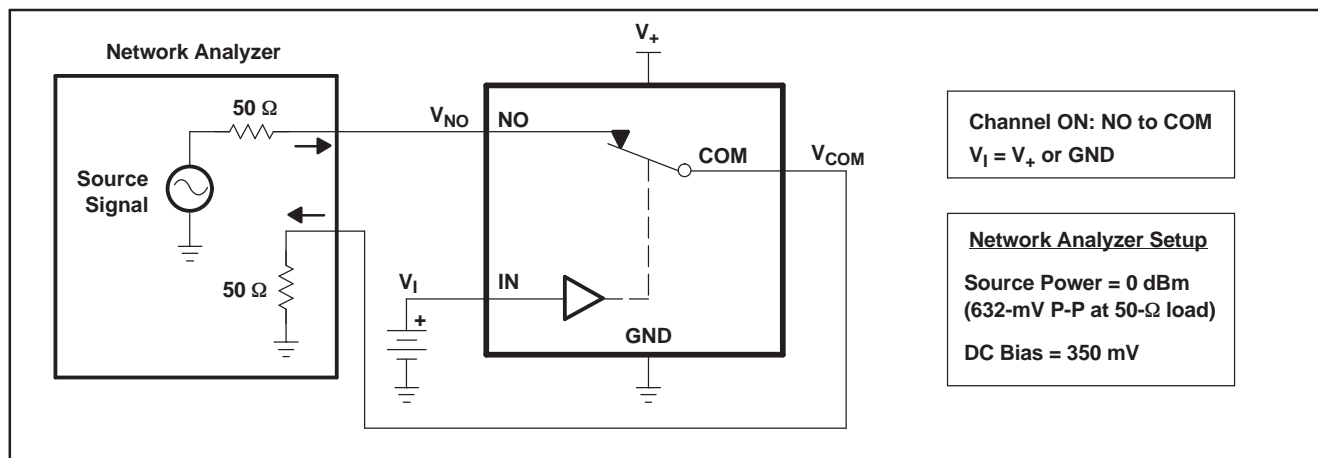 Network Analyzer
50 Ω
Source
Signal
50 Ω
V+
VNO
NO
COM
VCOM
VI
IN
+
GND
Channel ON: NO to COM
VI = V+ or GND
Network Analyzer Setup
Source Power = 0 dBm
(632-mV P-P at 50-Ω load)
DC Bias = 350 mV